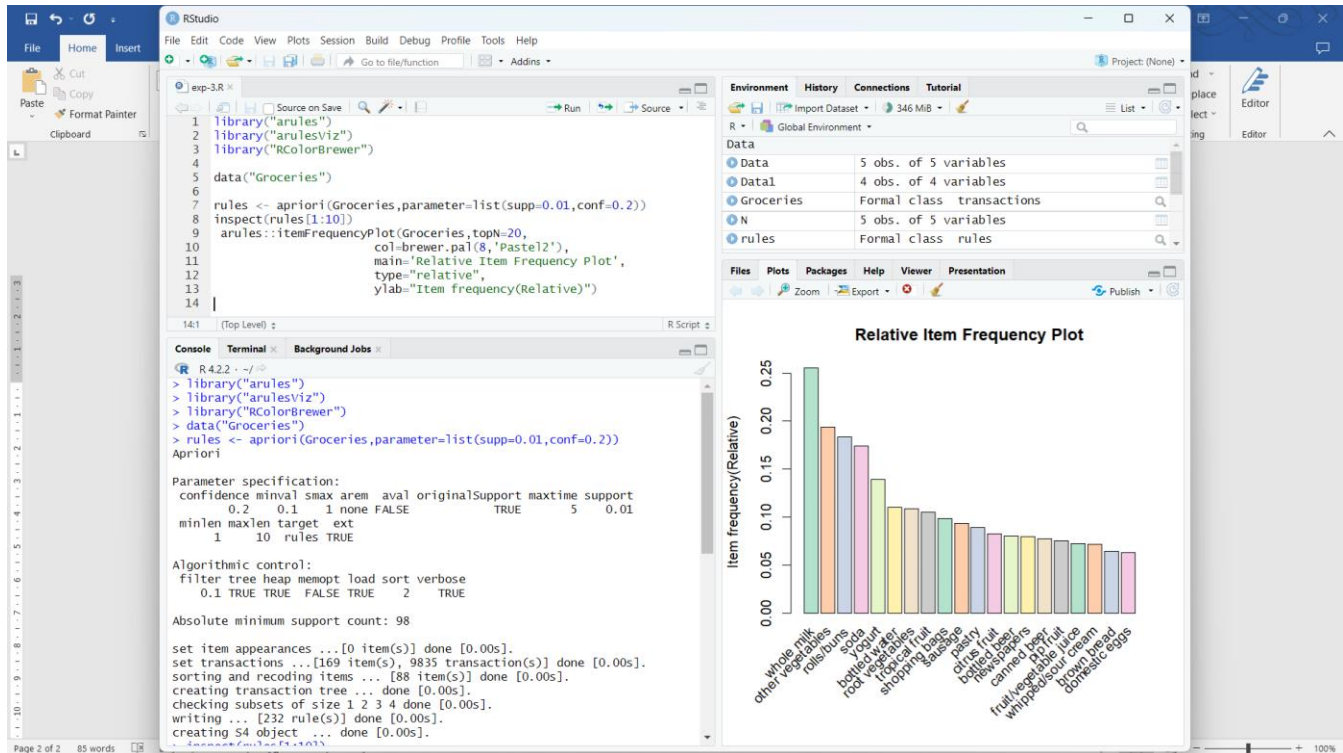 File Home Insert
Cut
Copy
Paste
Format Painter
Clipboard
RStudio
File Edit Code View Plots Session Build Debug Profile Tools Help
Go to file/function
Addins
Project: (None)
exp-3.R
Source on Save
Run
Source
1 library("arules")
2 library("arulesViz")
3 library("RColorBrewer")
4
5 data("Groceries")
6
7 rules <- apriori(Groceries,parameter=list(supp=0.01,conf=0.2))
8 inspect(rules[1:10])
9 arules::itemFrequencyPlot(Groceries,topN=20,
10 col=brewer.pal(8,'Pastel2'),
11 main='Relative Item Frequency Plot',
12 type="relative",
13 ylab="Item frequency(Relative)")
14
14:1 (Top Level) R Script
Console Terminal Background Jobs
R 4.2.2 · ~/
> library("arules")
> library("arulesViz")
> library("RColorBrewer")
> data("Groceries")
> rules <- apriori(Groceries,parameter=list(supp=0.01,conf=0.2))
Apriori
Parameter specification:
confidence minval smax arem aval originalSupport maxtime support
0.2 0.1 1 none FALSE TRUE 5 0.01
minlen maxlen target ext
1 10 rules TRUE
Algorithmic control:
filter tree heap memopt load sort verbose
0.1 TRUE TRUE FALSE TRUE 2 TRUE
Absolute minimum support count: 98
set item appearances ...[0 item(s)] done [0.00s].
set transactions ...[169 item(s), 9835 transaction(s)] done [0.00s].
sorting and recoding items ... [88 item(s)] done [0.00s].
creating transaction tree ... done [0.00s].
checking subsets of size 1 2 3 4 done [0.00s].
writing ... [232 rule(s)] done [0.00s].
creating S4 object ... done [0.00s].
> inspect(rules[1:10])
Environment History Connections Tutorial
Import Dataset
346 MiB
List
R
Global Environment
Data
Data 5 obs. of 5 variables
Data1 4 obs. of 4 variables
Groceries Formal class transactions
N 5 obs. of 5 variables
rules Formal class rules
Files Plots Packages Help Viewer Presentation
Zoom Export
Publish
Relative Item Frequency Plot
Item frequency(Relative)
0.25
0.20
0.15
0.10
0.05
0.00
whole milk
other vegetables
rolls/buns
soda
yogurt
bottled water
root vegetables
tropical fruit
shopping bags
sausage
pastry
citrus fruit
bottled beer
newspapers
canned beer
pip fruit
fruit/vegetable juice
whipped/sour cream
brown bread
domestic eggs
Editor
Editor
Page 2 of 2 85 words
100%